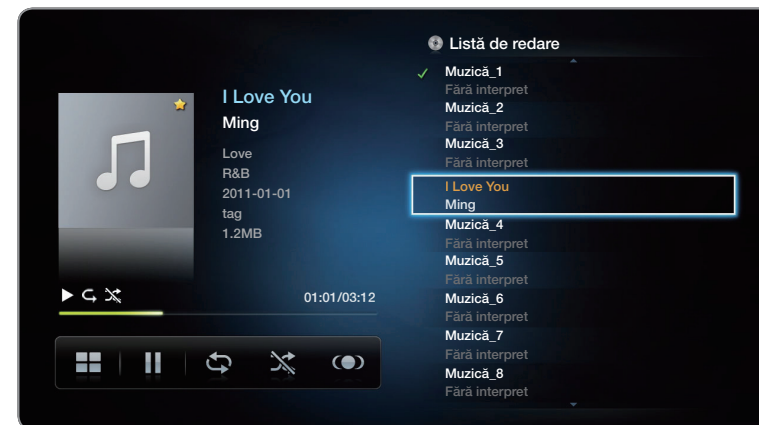 I Love You
Ming
Love
R&B
2011-01-01
tag
1.2MB
01:01/03:12
Listă de redare
Muzică_1
Fără interpret
Muzică_2
Fără interpret
Muzică_3
Fără interpret
I Love You
Ming
Muzică_4
Fără interpret
Muzică_5
Fără interpret
Muzică_6
Fără interpret
Muzică_7
Fără interpret
Muzică_8
Fără interpret